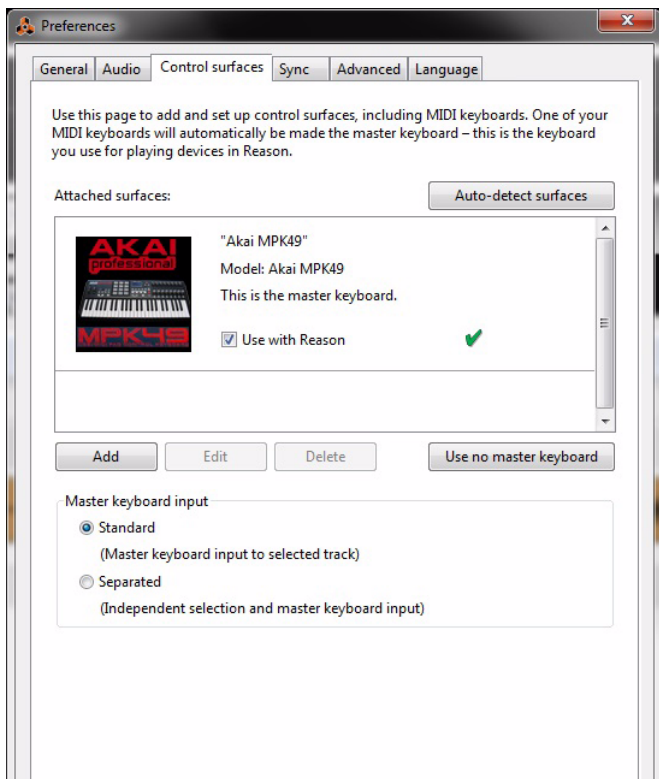 Preferences
General Audio Control surfaces Sync Advanced Language
Use this page to add and set up control surfaces, including MIDI keyboards. One of your
MIDI keyboards will automatically be made the master keyboard – this is the keyboard
you use for playing devices in Reason.
Attached surfaces:
Auto-detect surfaces
AKAI
professional
MPK49
"Akai MPK49"
Model: Akai MPK49
This is the master keyboard.
Use with Reason
Add Edit Delete Use no master keyboard
Master keyboard input
Standard
(Master keyboard input to selected track)
Separated
(Independent selection and master keyboard input)